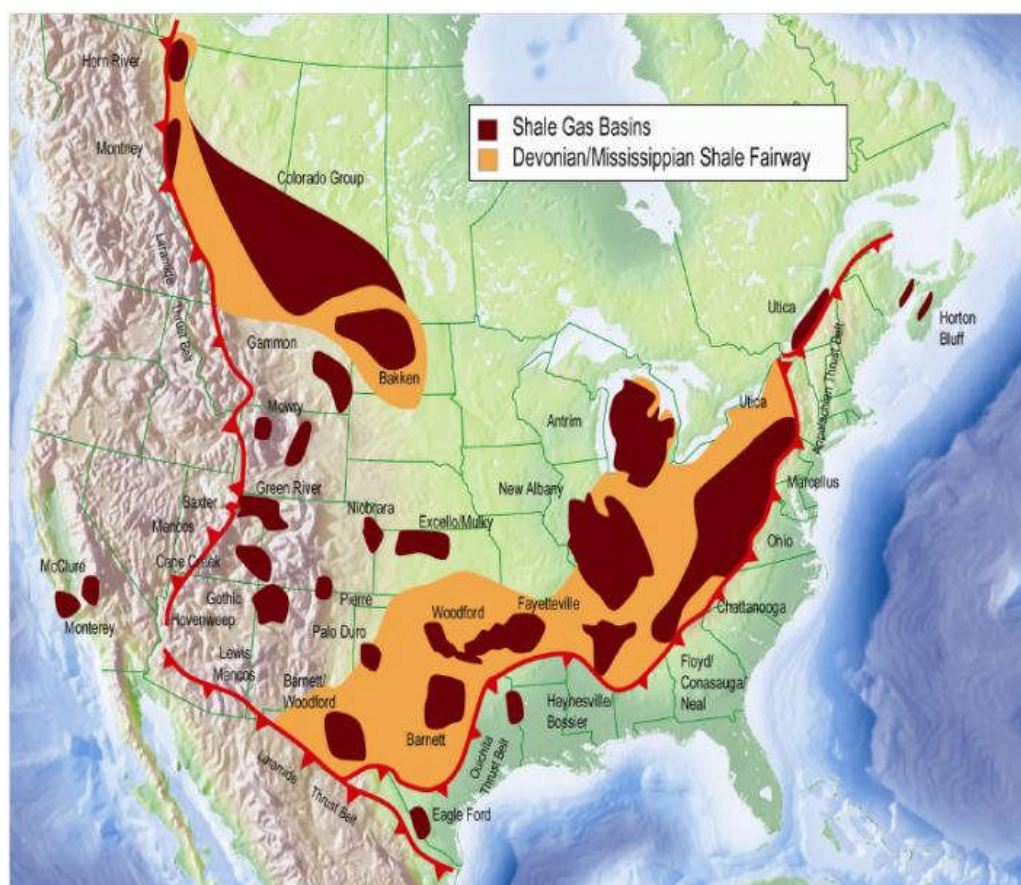 Horn River
Shale Gas Basins
Devonian/Mississippian Shale Fairway
Montney
Colorado Group
Laramide
Thrust Belt
Utica
Horton
Bluff
Gammon
Bakken
Appalachian Thrust Belt
Utica
Mowry
Antrim
Marcellus
Green River
New Albany
Baxter
Niobrara
Mancos
Excello/Mulky
Ohio
Cane Creek
McClure
Chattanooga
Gothic
Pierre
Fayetteville
Woodford
Monterey
Hovenweep
Palo Duro
Lewis
Mancos
Floyd/
Conasauga/
Neal
Barnett/
Woodford
Haynesville/
Bossier
Barnett
Ouichita
Thrust Belt
Laramide
Thrust Belt
Eagle Ford